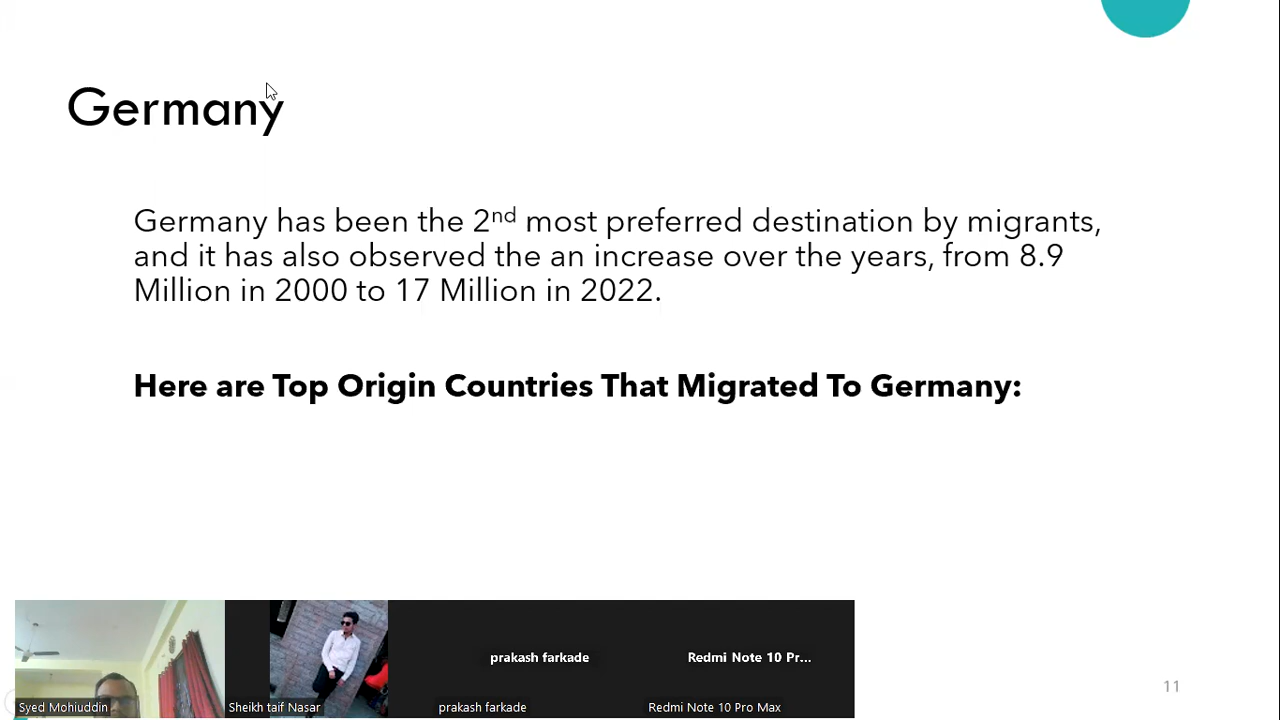 Germany
Germany has been the 2nd most preferred destination by migrants,
and it has also observed the an increase over the years, from 8.9
Million in 2000 to 17 Million in 2022.
Here are Top Origin Countries That Migrated To Germany:
prakash farkade
Redmi Note 10 Pr...
Syed Mohiuddin
Sheikh taif Nasar
prakash farkade
Redmi Note 10 Pro Max
11